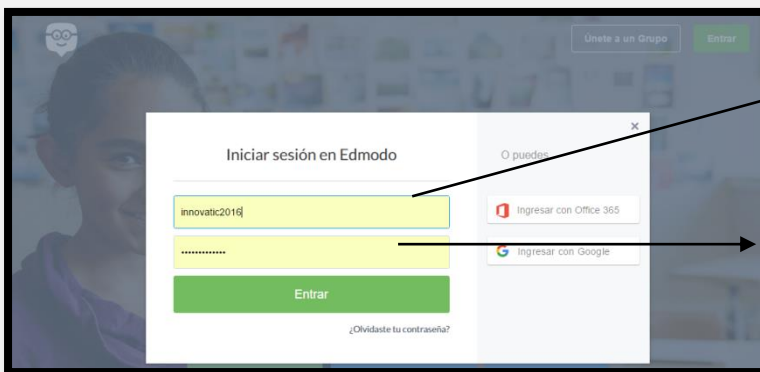 Únete a un Grupo
Entrar
×
Iniciar sesión en Edmodo
O puedes
innovatic2016
Ingresar con Office 365
•••••••••••••
Ingresar con Google
Entrar
¿Olvidaste tu contraseña?